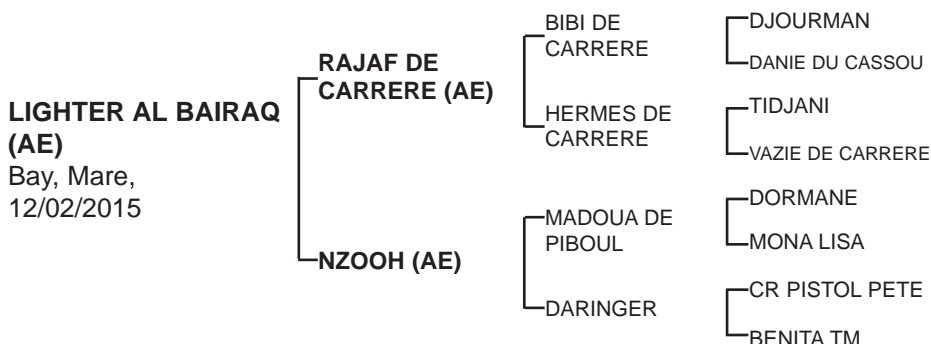 LIGHTER AL BAIRAQ
(AE)
Bay, Mare,
12/02/2015
RAJAF DE
CARRERE (AE)
NZOOH (AE)
BIBI DE
CARRERE
HERMES DE
CARRERE
MADOUA DE
PIBOUL
DARINGER
DJOURMAN
DANIE DU CASSOU
TIDJANI
VAZIE DE CARRERE
DORMANE
MONA LISA
CR PISTOL PETE
BENITA TM